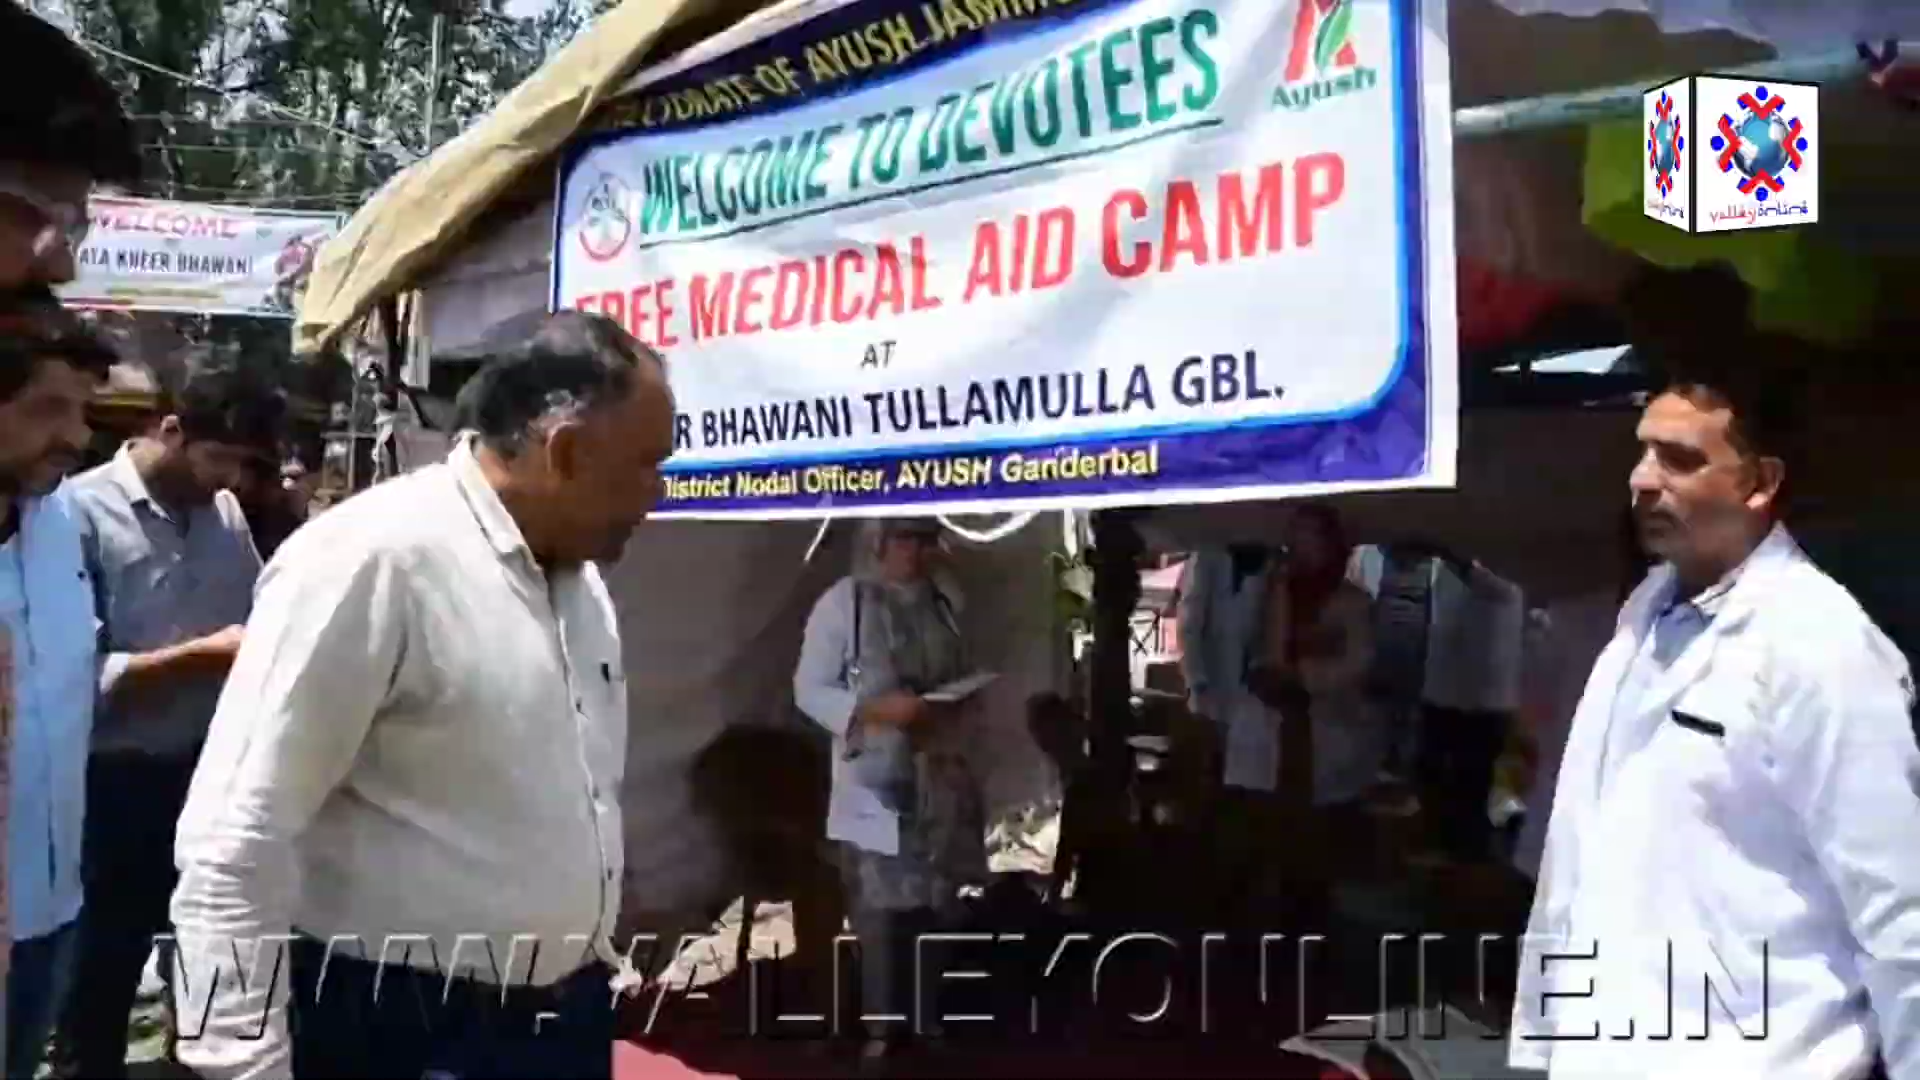 OF AYUSH JAMMU
WELCOME TO DEVOTEES
Ayush
FREE MEDICAL AID CAMP
AT
BHAWANI TULLAMULLA GBL.
District Nodal Officer, AYUSH Ganderbal
WELCOME
KHEER BHAWANI
valleyonline
WWW.VALLEYONLINE.IN